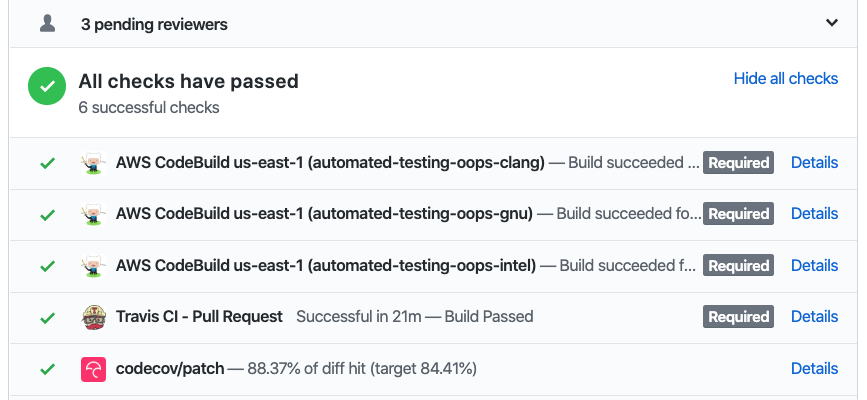 3 pending reviewers
All checks have passed
Hide all checks
6 successful checks
AWS CodeBuild us-east-1 (automated-testing-oops-clang) — Build succeeded ... Required Details
AWS CodeBuild us-east-1 (automated-testing-oops-gnu) — Build succeeded fo... Required Details
AWS CodeBuild us-east-1 (automated-testing-oops-intel) — Build succeeded f... Required Details
Travis CI - Pull Request Successful in 21m — Build Passed Required Details
codecov/patch — 88.37% of diff hit (target 84.41%) Details